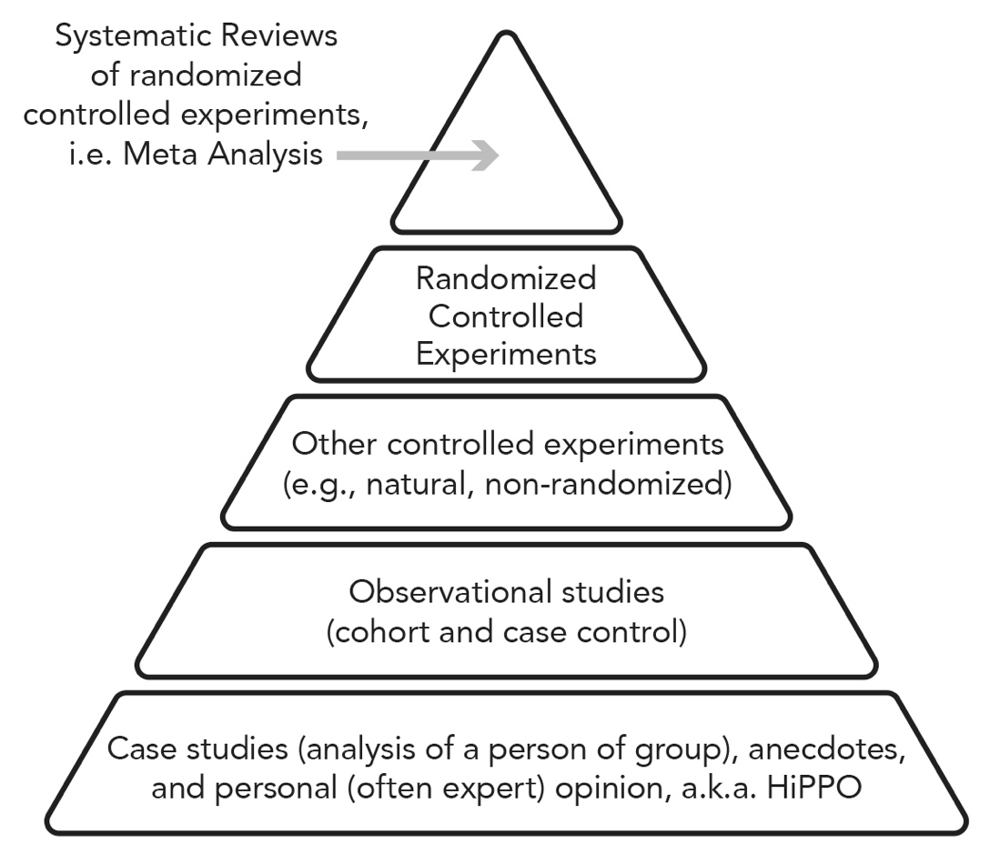 Systematic Reviews
of randomized
controlled experiments,
i.e. Meta Analysis
Randomized
Controlled
Experiments
Other controlled experiments
(e.g., natural, non-randomized)
Observational studies
(cohort and case control)
Case studies (analysis of a person of group), anecdotes,
and personal (often expert) opinion, a.k.a. HiPPO